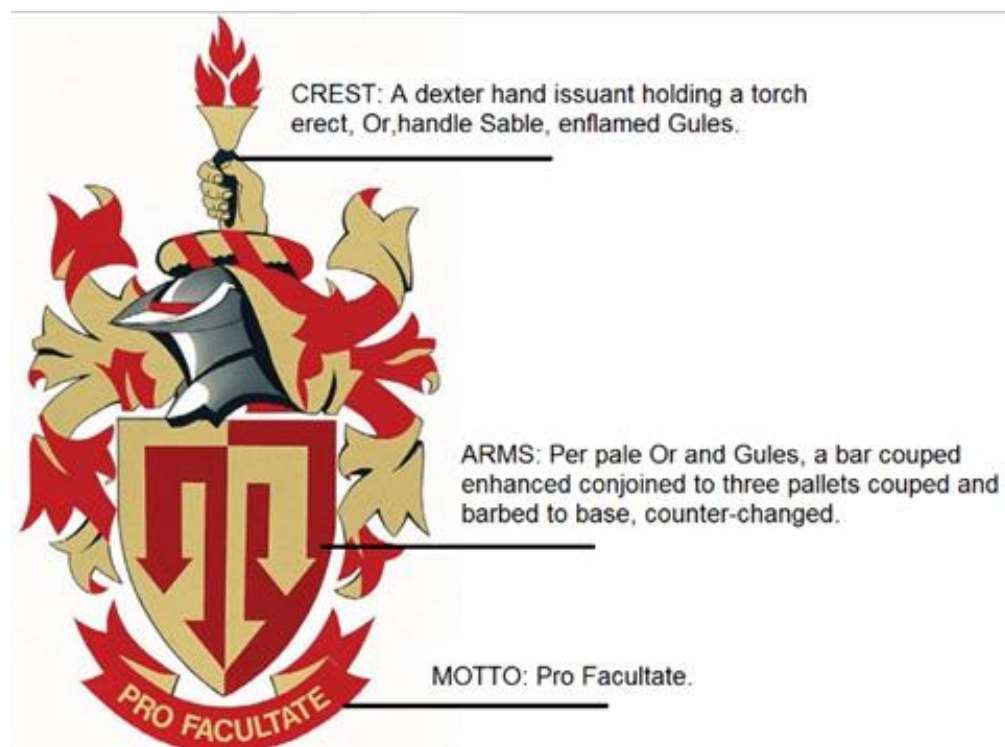 CREST: A dexter hand issuant holding a torch
erect, Or,handle Sable, enflamed Gules.
ARMS: Per pale Or and Gules, a bar couped
enhanced conjoined to three pallets couped and
barbed to base, counter-changed.
MOTTO: Pro Facultate.
PRO FACULTATE